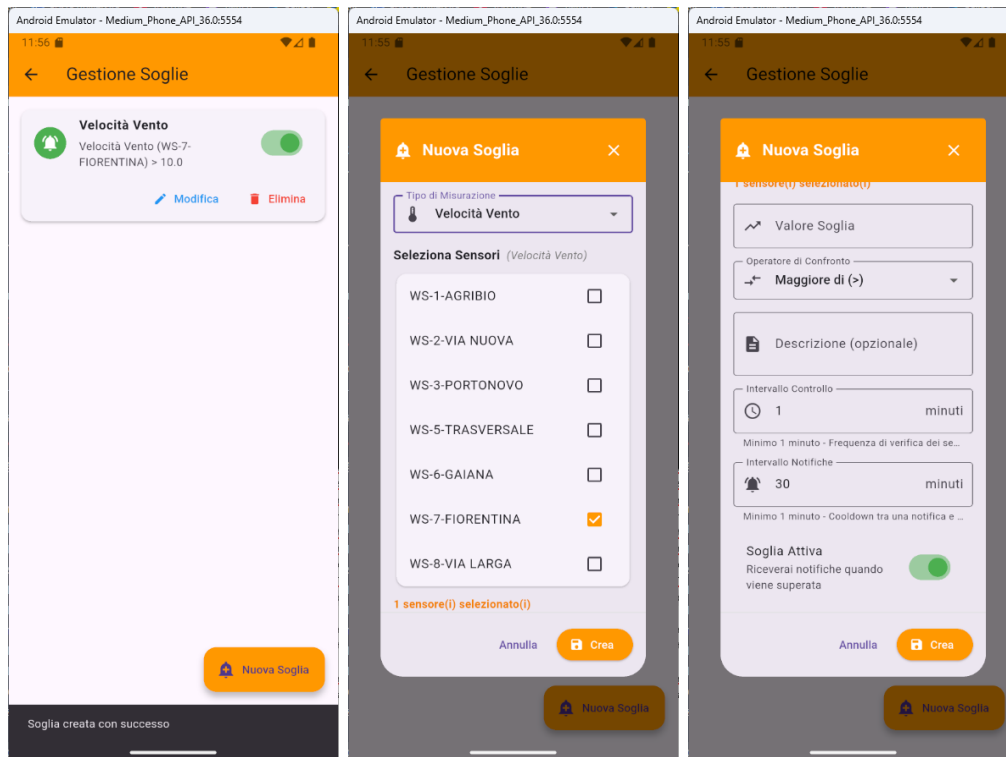 Android Emulator - Medium_Phone_API_36.0:5554
11:56
Gestione Soglie
Velocità Vento
Velocità Vento (WS-7-
FIORENTINA) > 10.0
Modifica
Elimina
Nuova Soglia
Soglia creata con successo
Android Emulator - Medium_Phone_API_36.0:5554
11:55
Gestione Soglie
Nuova Soglia
Tipo di Misurazione
Velocità Vento
Seleziona Sensori (Velocità Vento)
WS-1-AGRIBIO
WS-2-VIA NUOVA
WS-3-PORTONOVO
WS-5-TRASVERSALE
WS-6-GAIANA
WS-7-FIORENTINA
WS-8-VIA LARGA
1 sensore(i) selezionato(i)
Annulla
Crea
Nuova Soglia
Android Emulator - Medium_Phone_API_36.0:5554
11:55
Gestione Soglie
Nuova Soglia
1 sensore(i) selezionato(i)
Valore Soglia
Operatore di Confronto
Maggiore di (>)
Descrizione (opzionale)
Intervallo Controllo
1 minuti
Minimo 1 minuto - Frequenza di verifica dei se...
Intervallo Notifiche
30 minuti
Minimo 1 minuto - Cooldown tra una notifica e ...
Soglia Attiva
Riceverai notifiche quando
viene superata
Annulla
Crea
Nuova Soglia